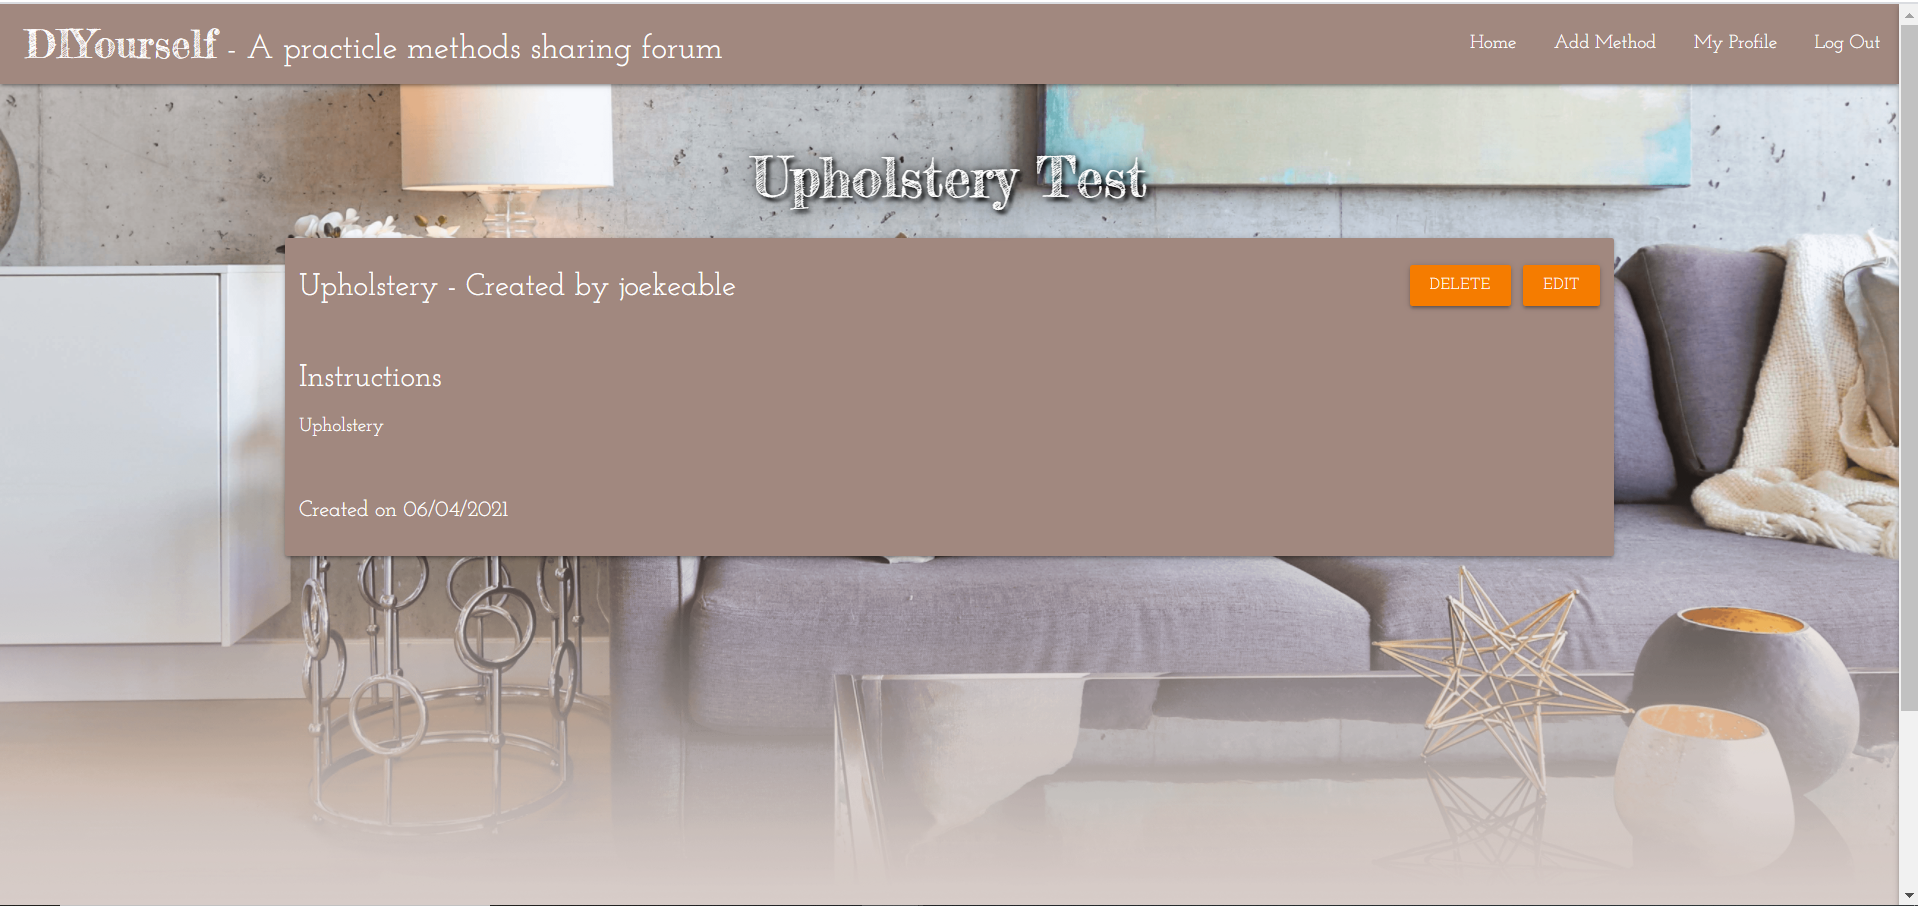 DIYourself - A practicle methods sharing forum
Home Add Method My Profile Log Out
Upholstery Test
Upholstery - Created by joekeable
DELETE EDIT
Instructions
Upholstery
Created on 06/04/2021